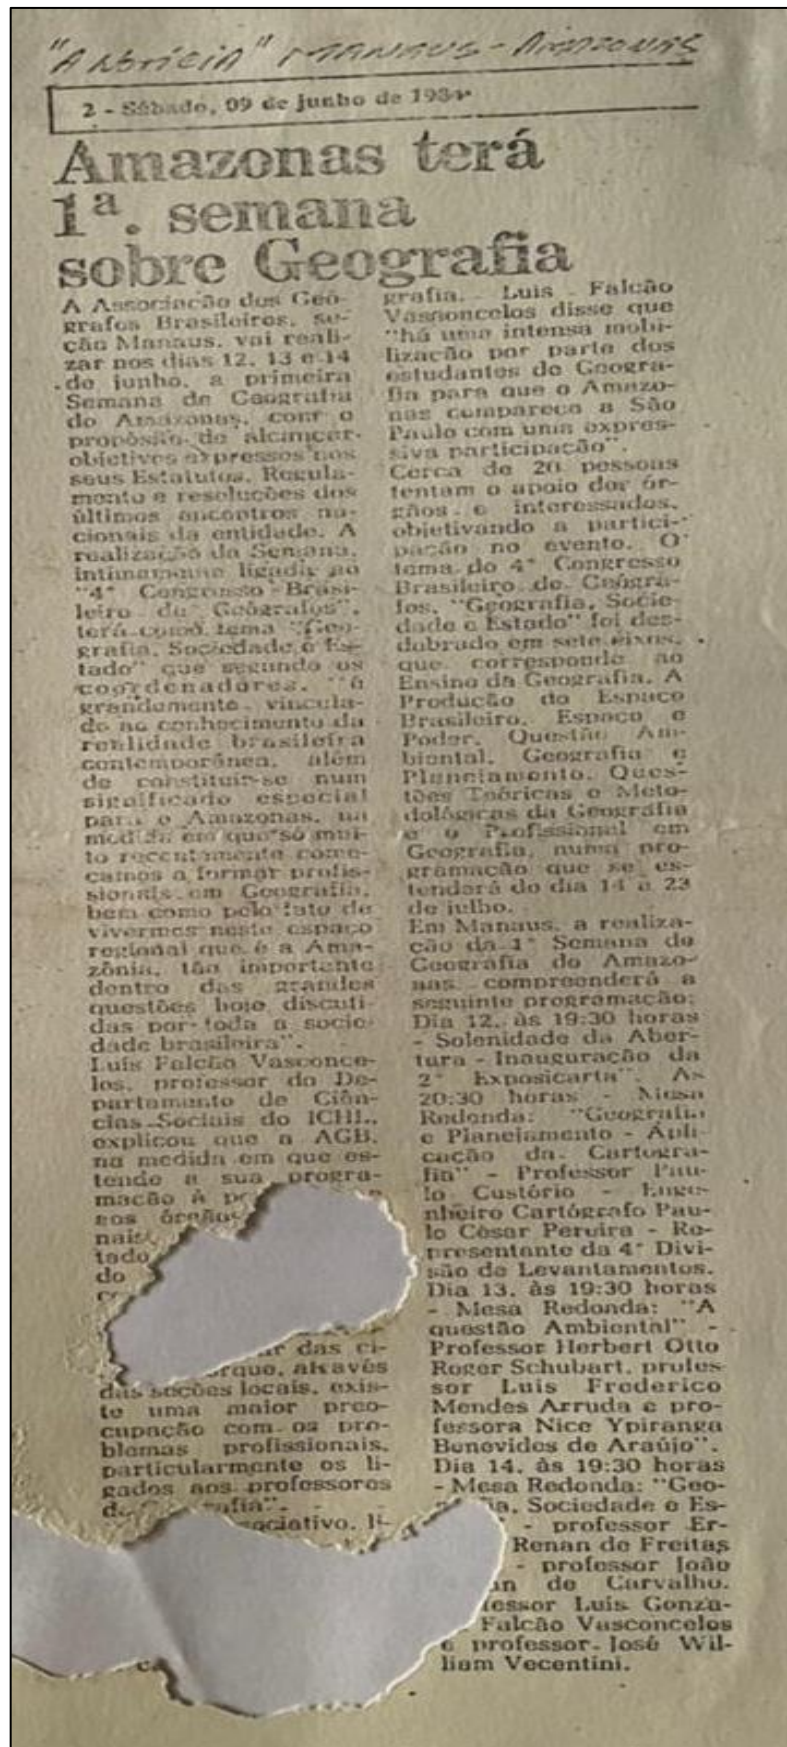 "A NOTÍCIA" MANAUS - AMAZONAS
2 - Sábado, 09 de junho de 1984
Amazonas terá
1ª. semana
sobre Geografia
A Associação dos Geó-
grafos Brasileiros, se-
ção Manaus, vai reali-
zar nos dias 12, 13 e 14
de junho, a primeira
Semana de Geografia
do Amazonas, com o
propósito de alcançar
objetivos expressos nos
seus Estatutos, Regula-
mento e resoluções dos
últimos encontros na-
cionais da entidade. A
realização da Semana,
intimamente ligada ao
"4º Congresso Brasi-
leiro de Geógrafos",
terá como tema "Geo-
grafia, Sociedade e Es-
tado" que segundo os
coordenadores, "é
grandemente vincula-
do ao conhecimento da
realidade brasileira
contemporânea, além
de constituir-se num
significado especial
para o Amazonas, na
medida em que só mui-
to recentemente come-
çamos a formar profis-
sionais em Geografia,
bem como pelo fato de
vivermos neste espaço
regional que é a Ama-
zônia, tão importante
dentro das grandes
questões hoje discuti-
das por toda a socie-
dade brasileira".
Luís Falcão Vasconce-
los, professor do De-
partamento de Ciên-
cias Sociais do ICHL,
explicou que a AGB,
na medida em que es-
tende a sua progra-
mação à
aos órgãos
nais
tado
do
das ci-
rque, através
das seções locais, exis-
te uma maior preo-
cupação com os pro-
blemas profissionais,
particularmente os li-
gados aos professores
de rafia".
ociativo, li-
grafia, Luis Falcão
Vasconcelos disse que
"há uma intensa mobi-
lização por parte dos
estudantes de Geogra-
fia para que o Amazo-
nas compareça a São
Paulo com uma expres-
siva participação".
Cerca de 20 pessoas
tentam o apoio dos ór-
gãos e interessados,
objetivando a partici-
pação no evento. O
tema do 4º Congresso
Brasileiro de Geógra-
fos, "Geografia, Socie-
dade e Estado" foi des-
dobrado em sete eixos,
que corresponde ao
Ensino da Geografia, A
Produção do Espaço
Brasileiro, Espaço e
Poder, Questão Am-
biental, Geografia e
Planejamento, Ques-
tões Teóricas e Meto-
dológicas da Geografia
e o Profissional em
Geografia, numa pro-
gramação que se es-
tenderá do dia 14 a 23
de julho.
Em Manaus, a realiza-
ção da 1ª Semana de
Geografia do Amazo-
nas compreenderá a
seguinte programação:
Dia 12, às 19:30 horas
- Solenidade da Aber-
tura - Inauguração da
2ª Exposicarta". Às
20:30 horas - Mesa
Redonda: "Geografia
e Planejamento - Apli-
cação da Cartogra-
fia" - Professor Pau-
lo Custório - Enge-
nheiro Cartógrafo Pau-
lo César Pereira - Re-
presentante da 4ª Divi-
são de Levantamentos.
Dia 13, às 19:30 horas
- Mesa Redonda: "A
questão Ambiental" -
Professor Herbert Otto
Roger Schubart, profes-
sor Luís Frederico
Mendes Arruda e pro-
fessora Nice Ypiranga
Benevides de Araújo".
Dia 14, às 19:30 horas
- Mesa Redonda: "Geo-
fia, Sociedade e Es-
" - professor Er-
Renan de Freitas
- professor João
an de Carvalho,
essor Luís Gonza-
Falcão Vasconcelos
e professor José Wil-
liam Vecentini.